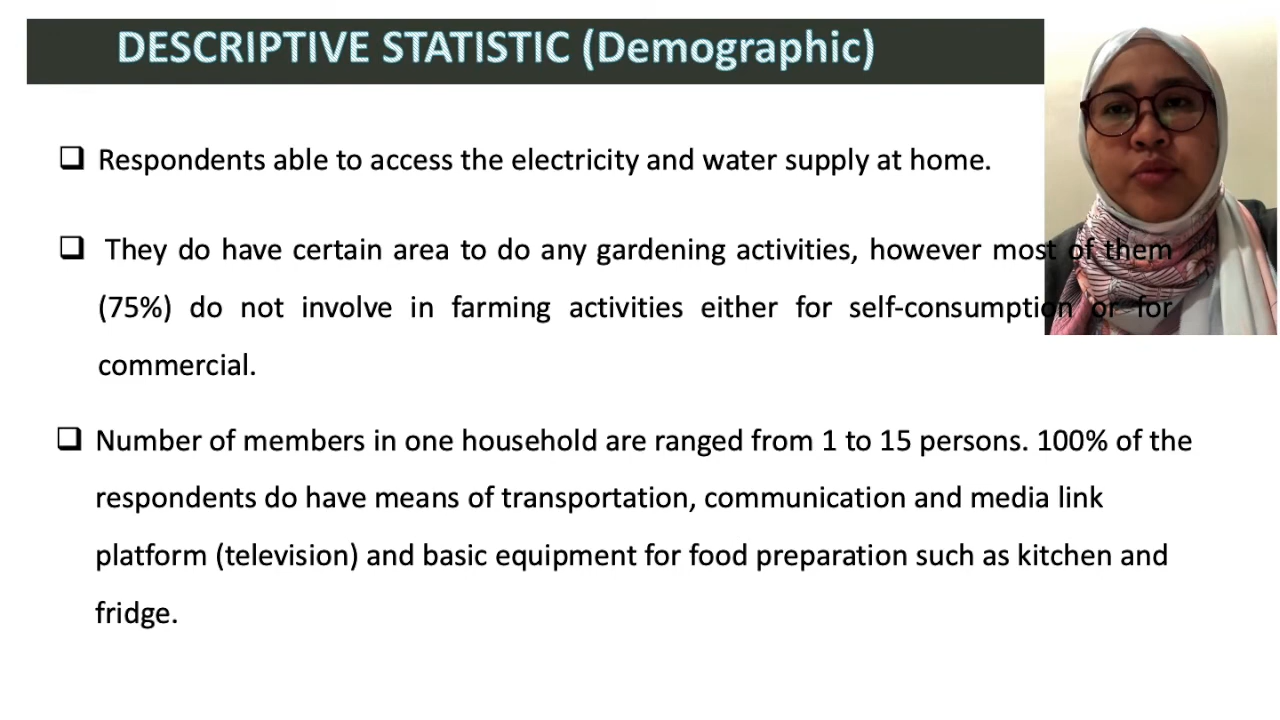 DESCRIPTIVE STATISTIC (Demographic)
❑ Respondents able to access the electricity and water supply at home.
❑ They do have certain area to do any gardening activities, however most of them
(75%) do not involve in farming activities either for self-consumption or for
commercial.
❑ Number of members in one household are ranged from 1 to 15 persons. 100% of the
respondents do have means of transportation, communication and media link
platform (television) and basic equipment for food preparation such as kitchen and
fridge.